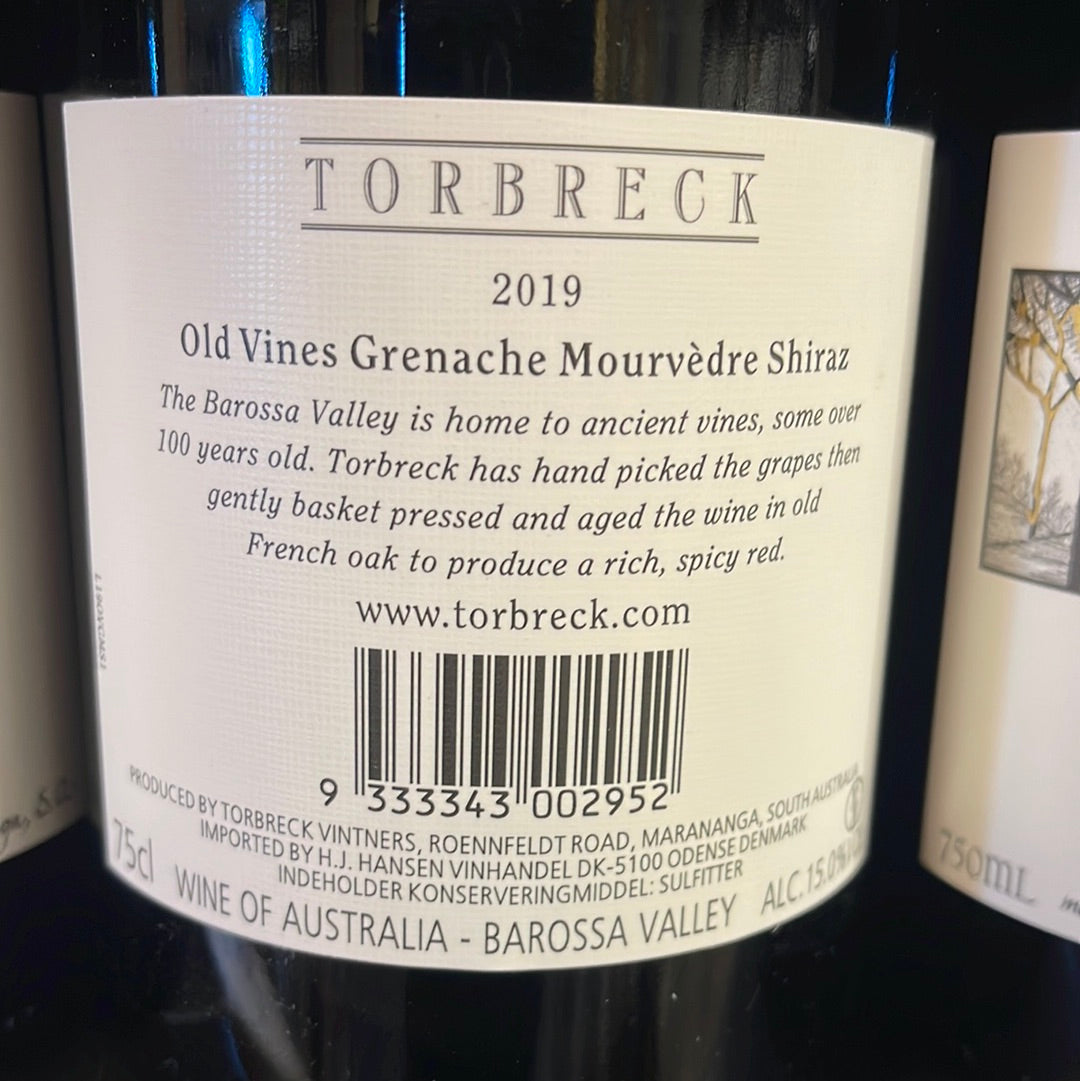 TORBRECK
2019
Old Vines Grenache Mourvèdre Shiraz
The Barossa Valley is home to ancient vines, some over
100 years old. Torbreck has hand picked the grapes then
gently basket pressed and aged the wine in old
French oak to produce a rich, spicy red.
www.torbreck.com
9 333343 002952
PRODUCED BY TORBRECK VINTNERS, ROENNFELDT ROAD, MARANANGA, SOUTH AUSTRALIA
IMPORTED BY H.J. HANSEN VINHANDEL DK-5100 ODENSE DENMARK
INDEHOLDER KONSERVERINGMIDDEL: SULFITTER
75cl WINE OF AUSTRALIA - BAROSSA VALLEY ALC.15.0%
750mL